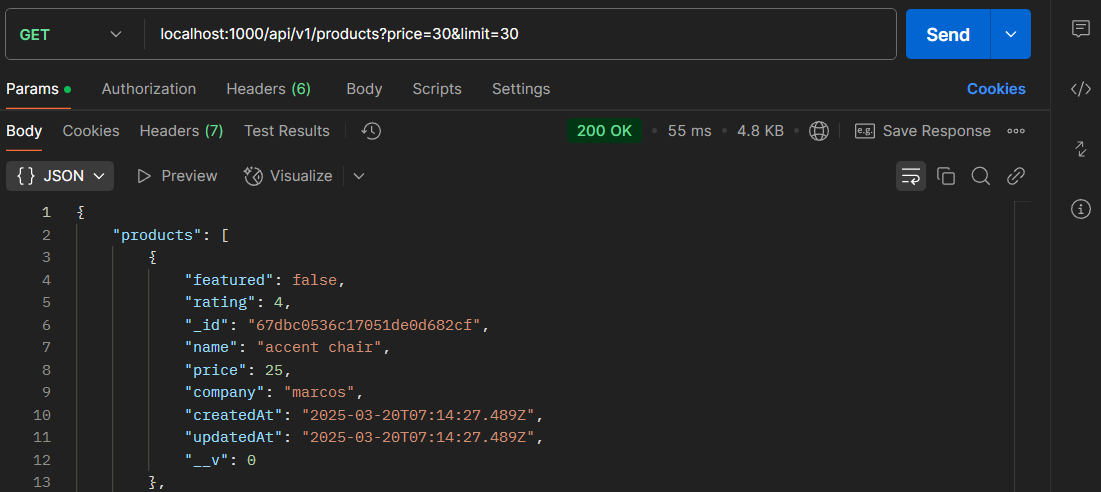 GET localhost:1000/api/v1/products?price=30&limit=30 Send
Params Authorization Headers (6) Body Scripts Settings Cookies
Body Cookies Headers (7) Test Results 200 OK 55 ms 4.8 KB e.g. Save Response
{} JSON Preview Visualize
1 {
2 "products": [
3 {
4 "featured": false,
5 "rating": 4,
6 "_id": "67dbc0536c17051de0d682cf",
7 "name": "accent chair",
8 "price": 25,
9 "company": "marcos",
10 "createdAt": "2025-03-20T07:14:27.489Z",
11 "updatedAt": "2025-03-20T07:14:27.489Z",
12 "__v": 0
13 },